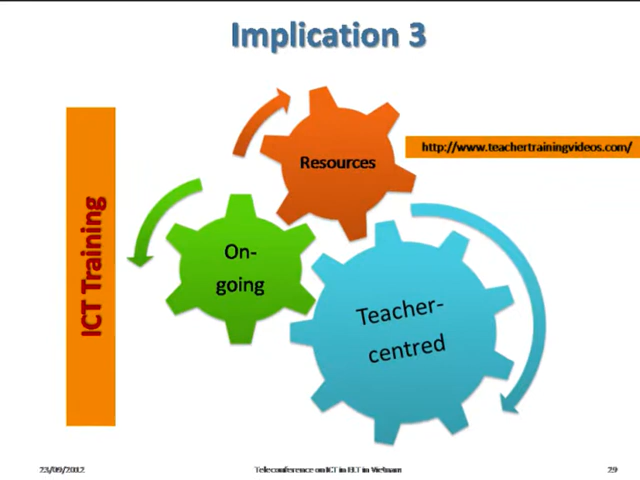 Implication 3
Resources
http://www.teachertrainingvideos.com/
ICT Training
On-
going
Teacher-
centred
23/09/2012
Teleconference on ICT in ELT in Vietnam
29